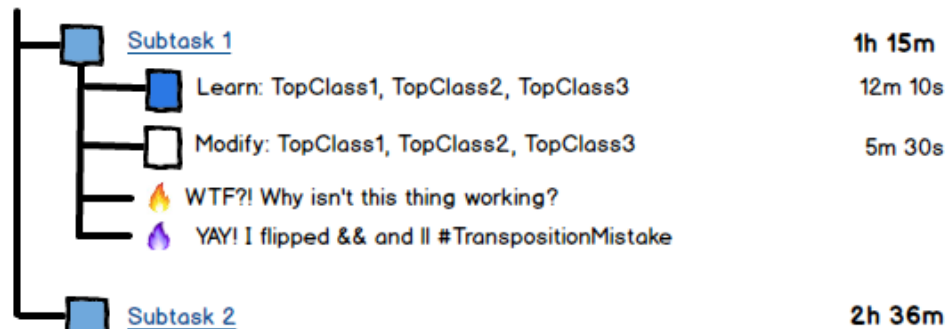 Subtask 1 1h 15m
Learn: TopClass1, TopClass2, TopClass3 12m 10s
Modify: TopClass1, TopClass2, TopClass3 5m 30s
WTF?! Why isn't this thing working?
YAY! I flipped && and || #TranspositionMistake
Subtask 2 2h 36m